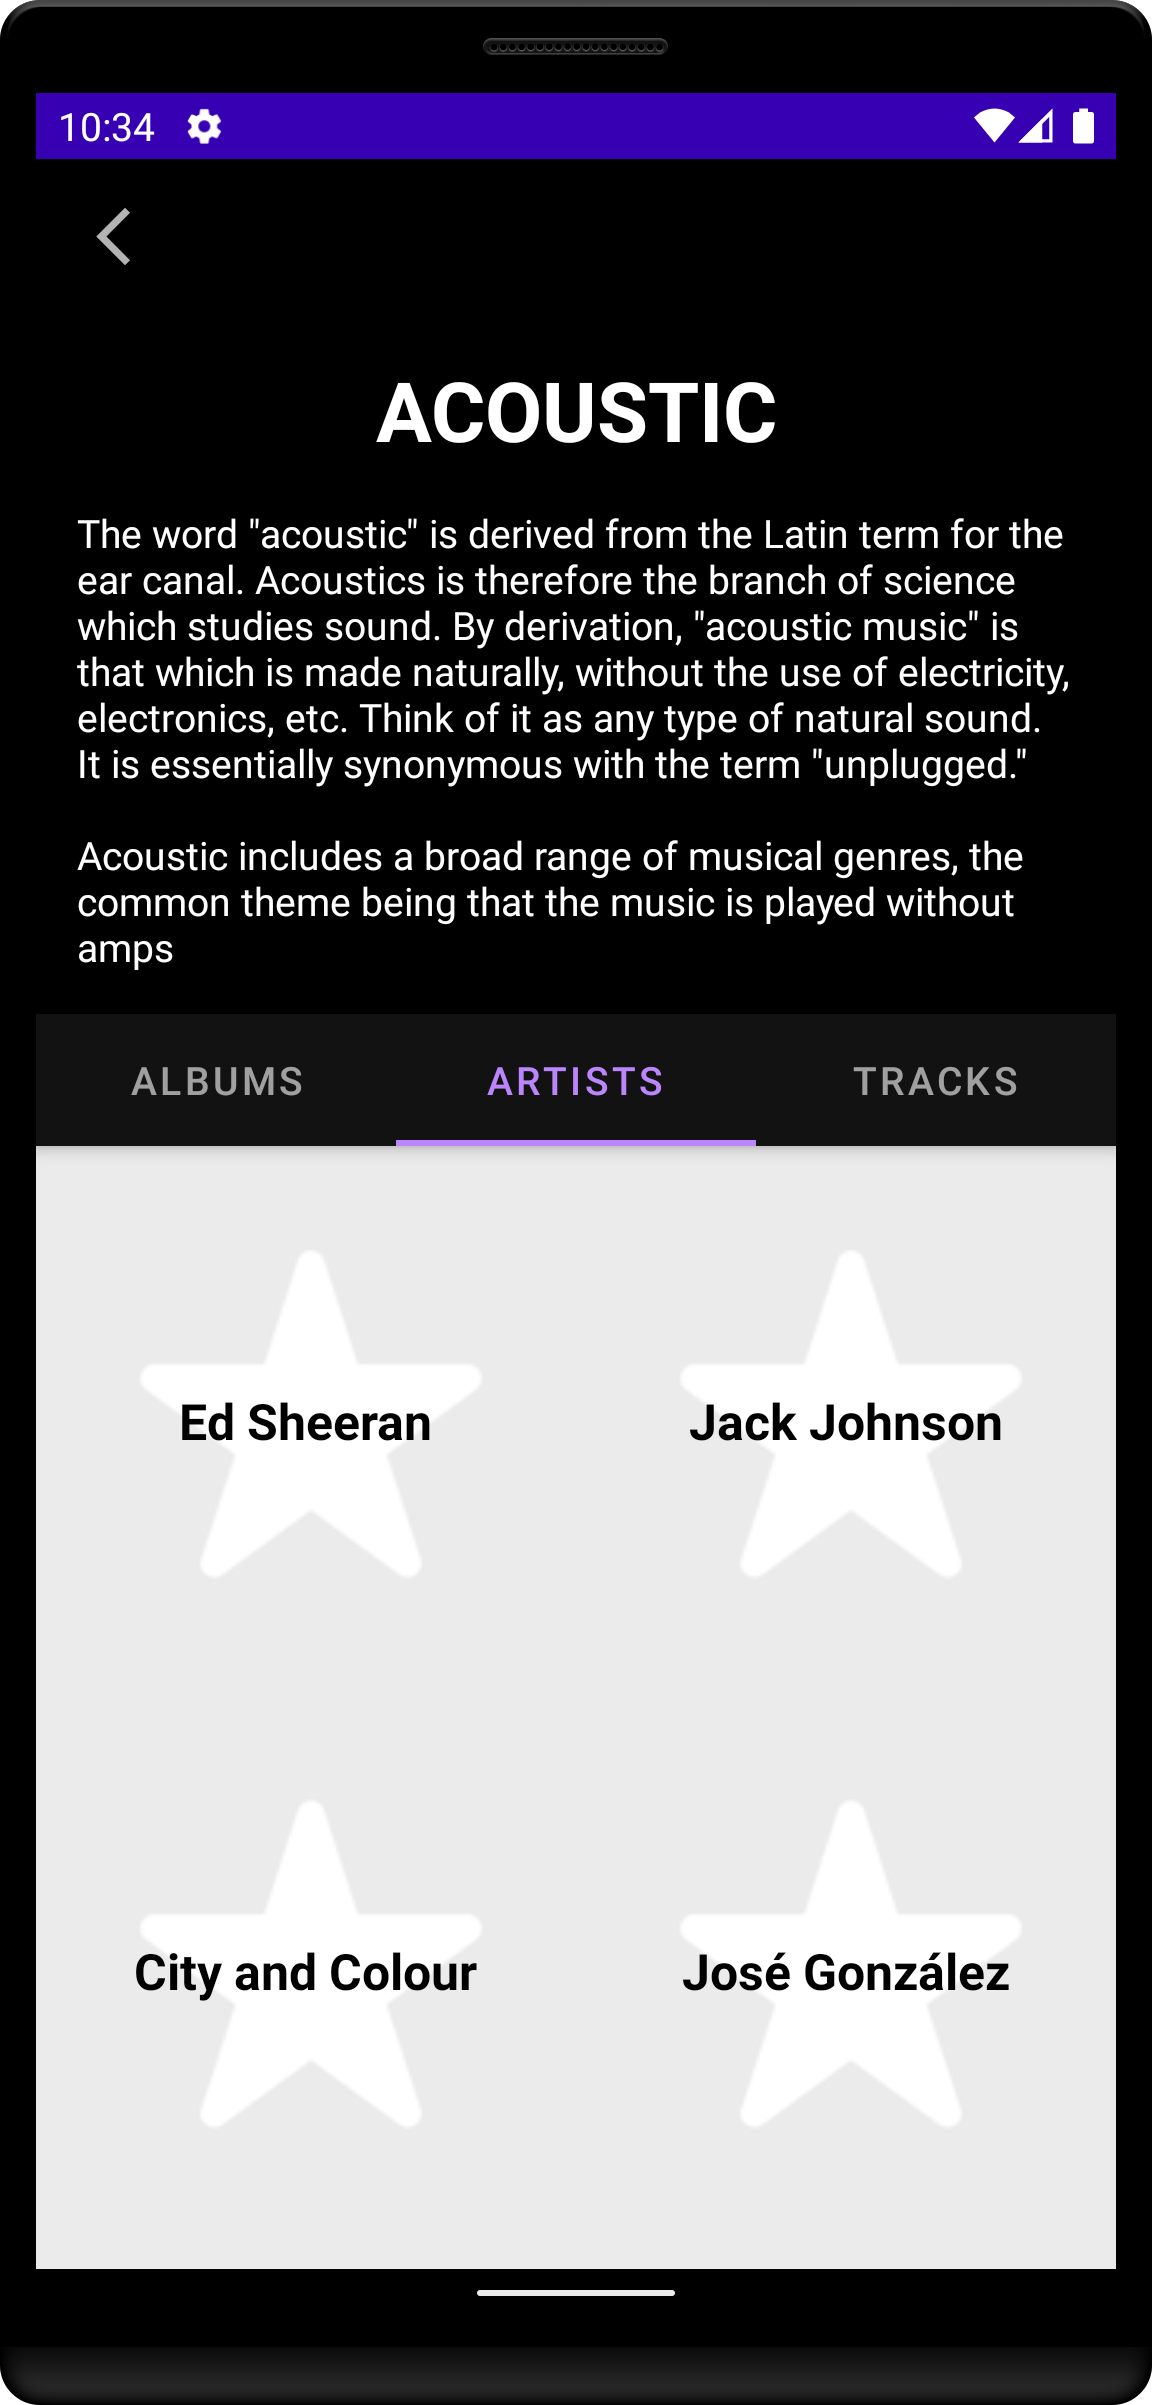 10:34
ACOUSTIC
The word "acoustic" is derived from the Latin term for the
ear canal. Acoustics is therefore the branch of science
which studies sound. By derivation, "acoustic music" is
that which is made naturally, without the use of electricity,
electronics, etc. Think of it as any type of natural sound.
It is essentially synonymous with the term "unplugged."
Acoustic includes a broad range of musical genres, the
common theme being that the music is played without
amps
ALBUMS ARTISTS TRACKS
Ed Sheeran Jack Johnson
City and Colour José González